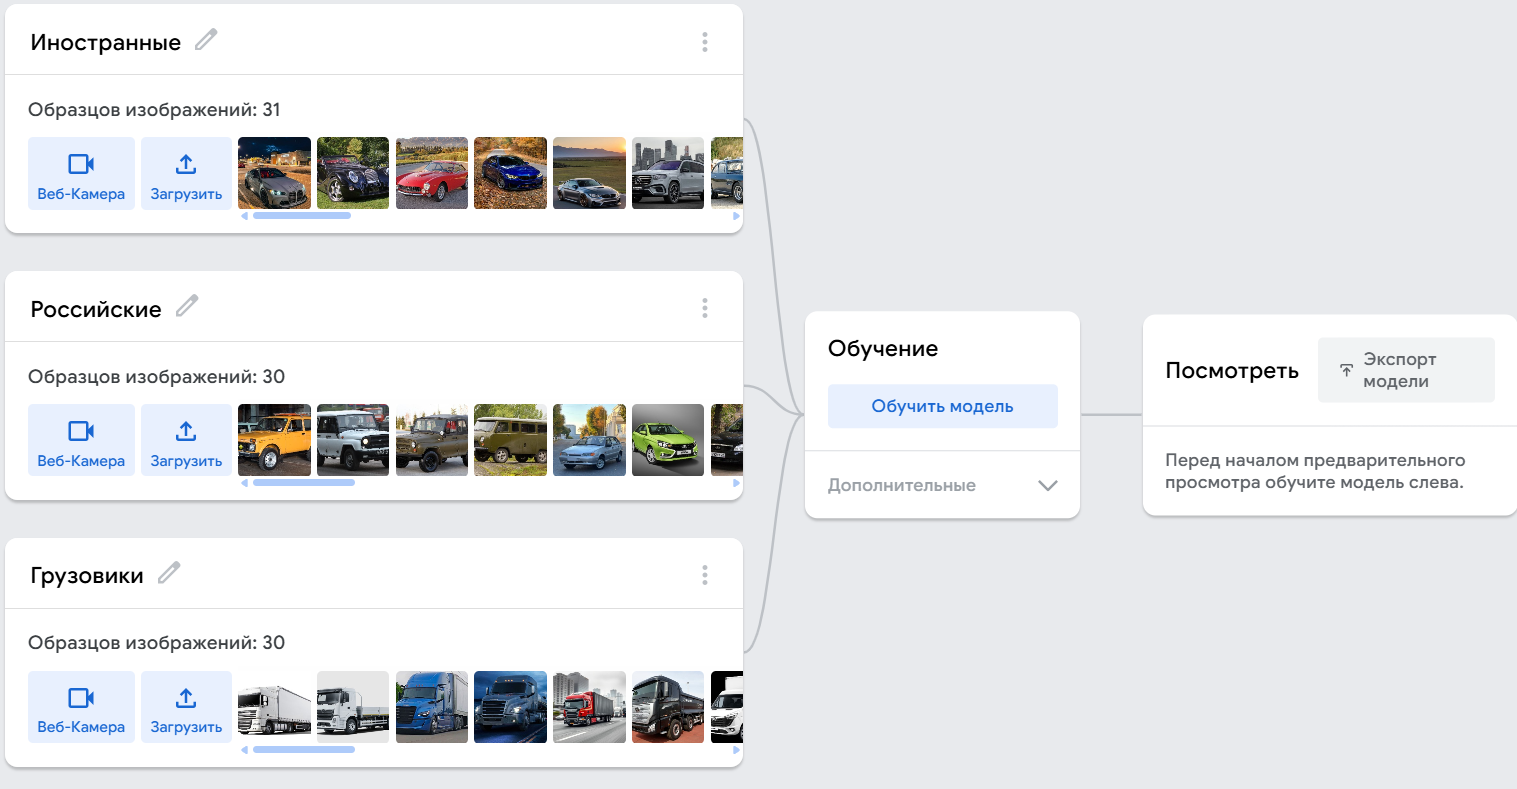 Иностранные
Образцов изображений: 31
Веб-Камера
Загрузить
Российские
Образцов изображений: 30
Веб-Камера
Загрузить
Грузовики
Образцов изображений: 30
Веб-Камера
Загрузить
Обучение
Обучить модель
Дополнительные
Посмотреть
Экспорт
модели
Перед началом предварительного
просмотра обучите модель слева.